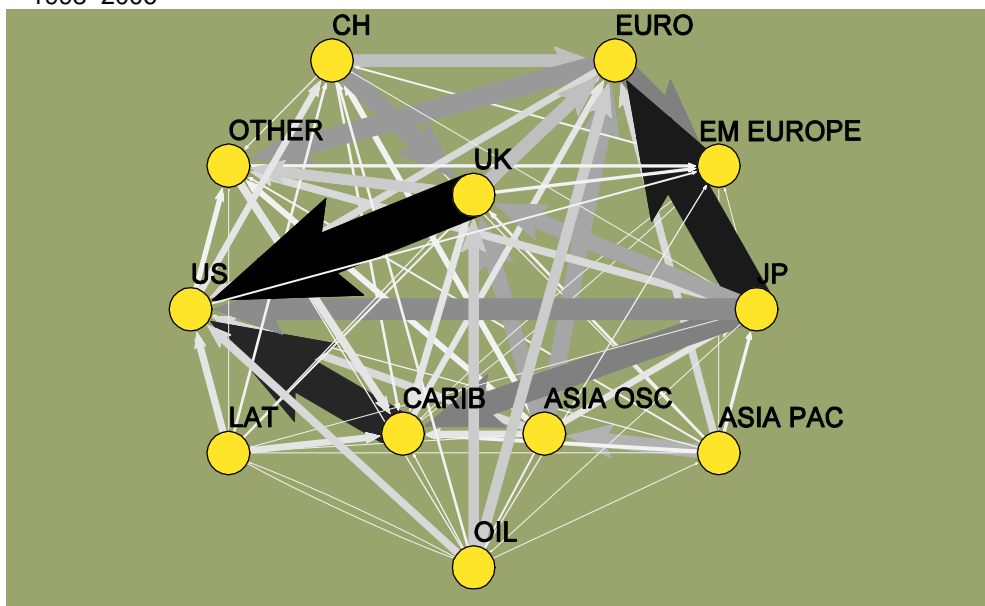 CH
EURO
OTHER
EM EUROPE
UK
US
JP
CARIB
ASIA OSC
LAT
ASIA PAC
OIL